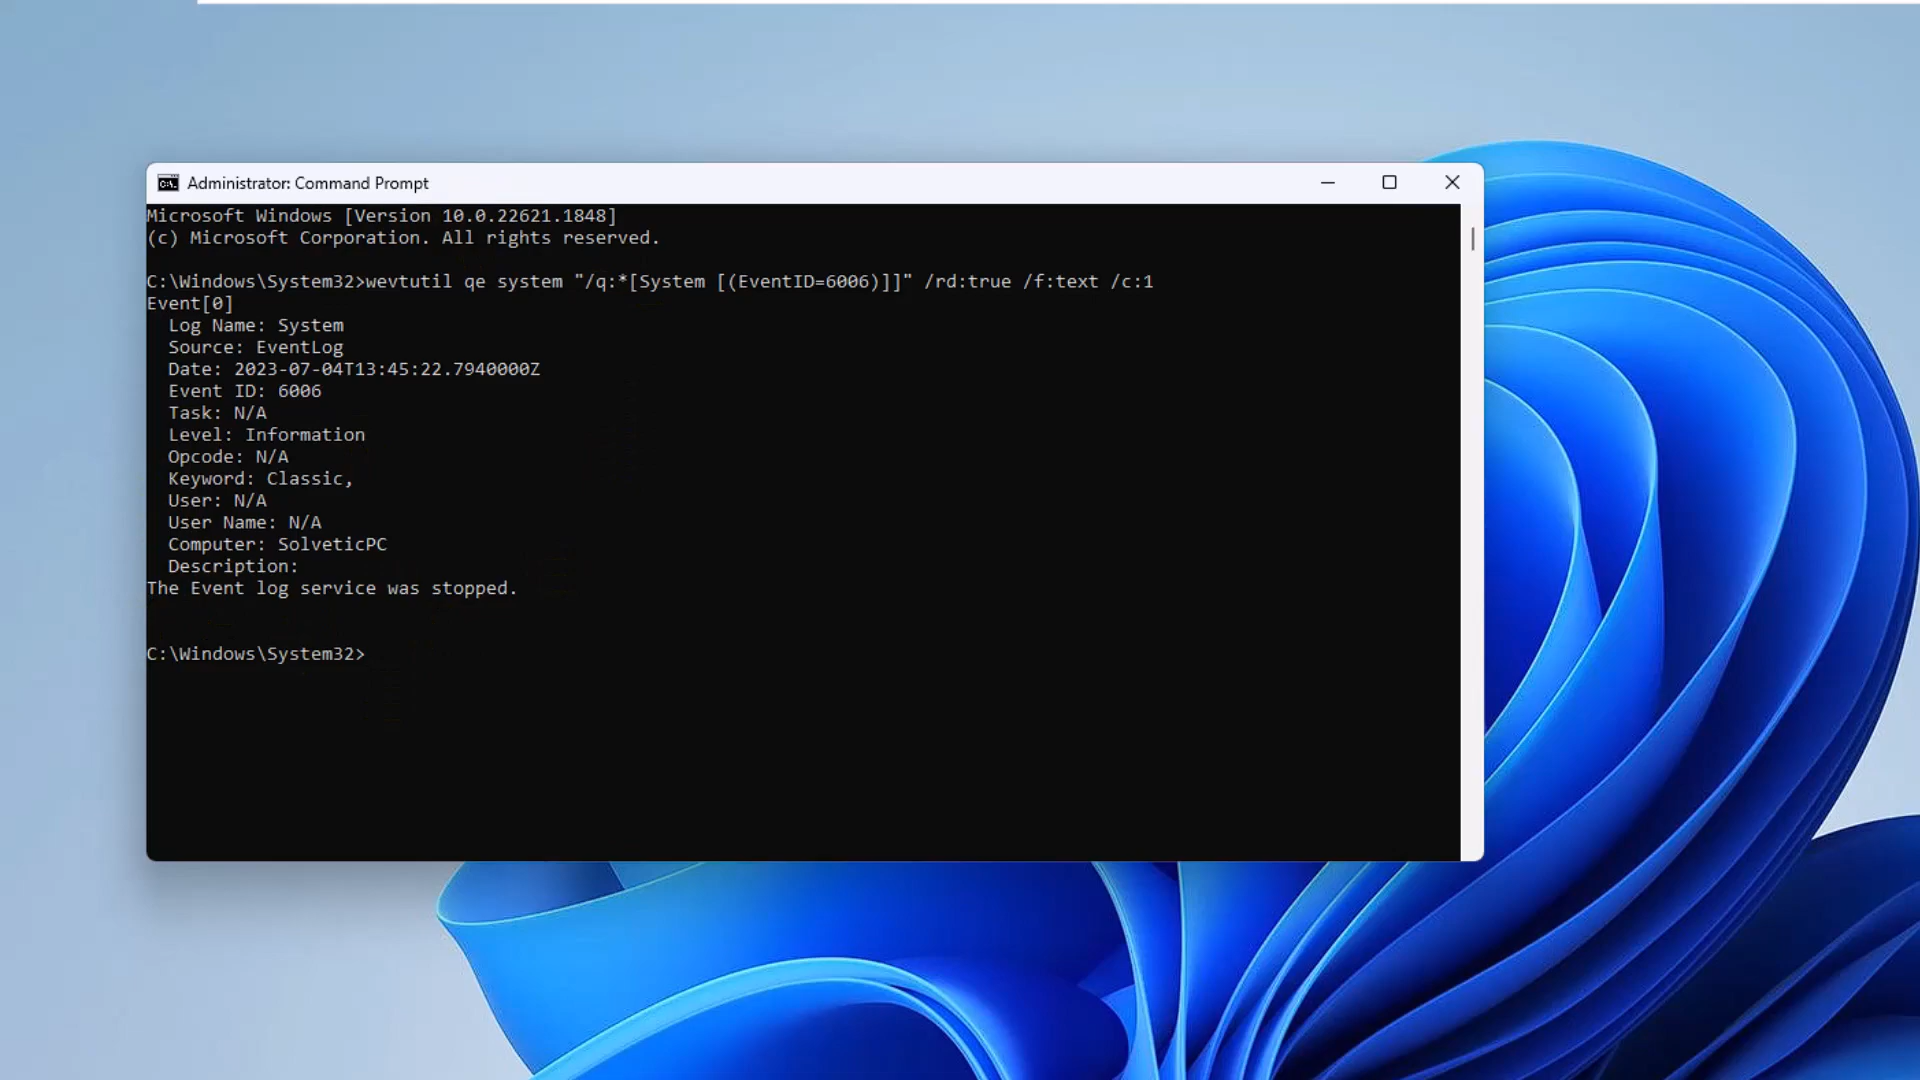 Administrator: Command Prompt
Microsoft Windows [Version 10.0.22621.1848]
(c) Microsoft Corporation. All rights reserved.
C:\Windows\System32>wevtutil qe system "/q:*[System [(EventID=6006)]]" /rd:true /f:text /c:1
Event[0]
Log Name: System
Source: EventLog
Date: 2023-07-04T13:45:22.7940000Z
Event ID: 6006
Task: N/A
Level: Information
Opcode: N/A
Keyword: Classic,
User: N/A
User Name: N/A
Computer: SolveticPC
Description:
The Event log service was stopped.
C:\Windows\System32>